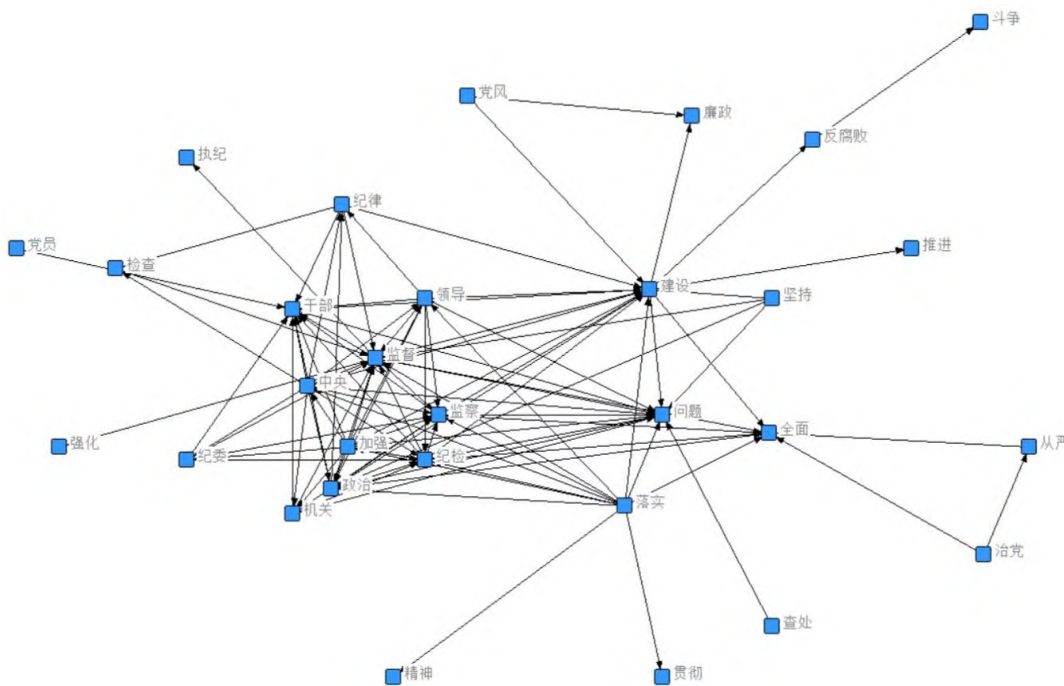 斗争
党风
廉政
反腐败
执纪
纪律
党员
检查
推进
干部
领导
建设
坚持
监督
中央
监察
问题
全面
强化
纪委
加强
纪检
从严
政治
机关
落实
治党
查处
精神
贯彻